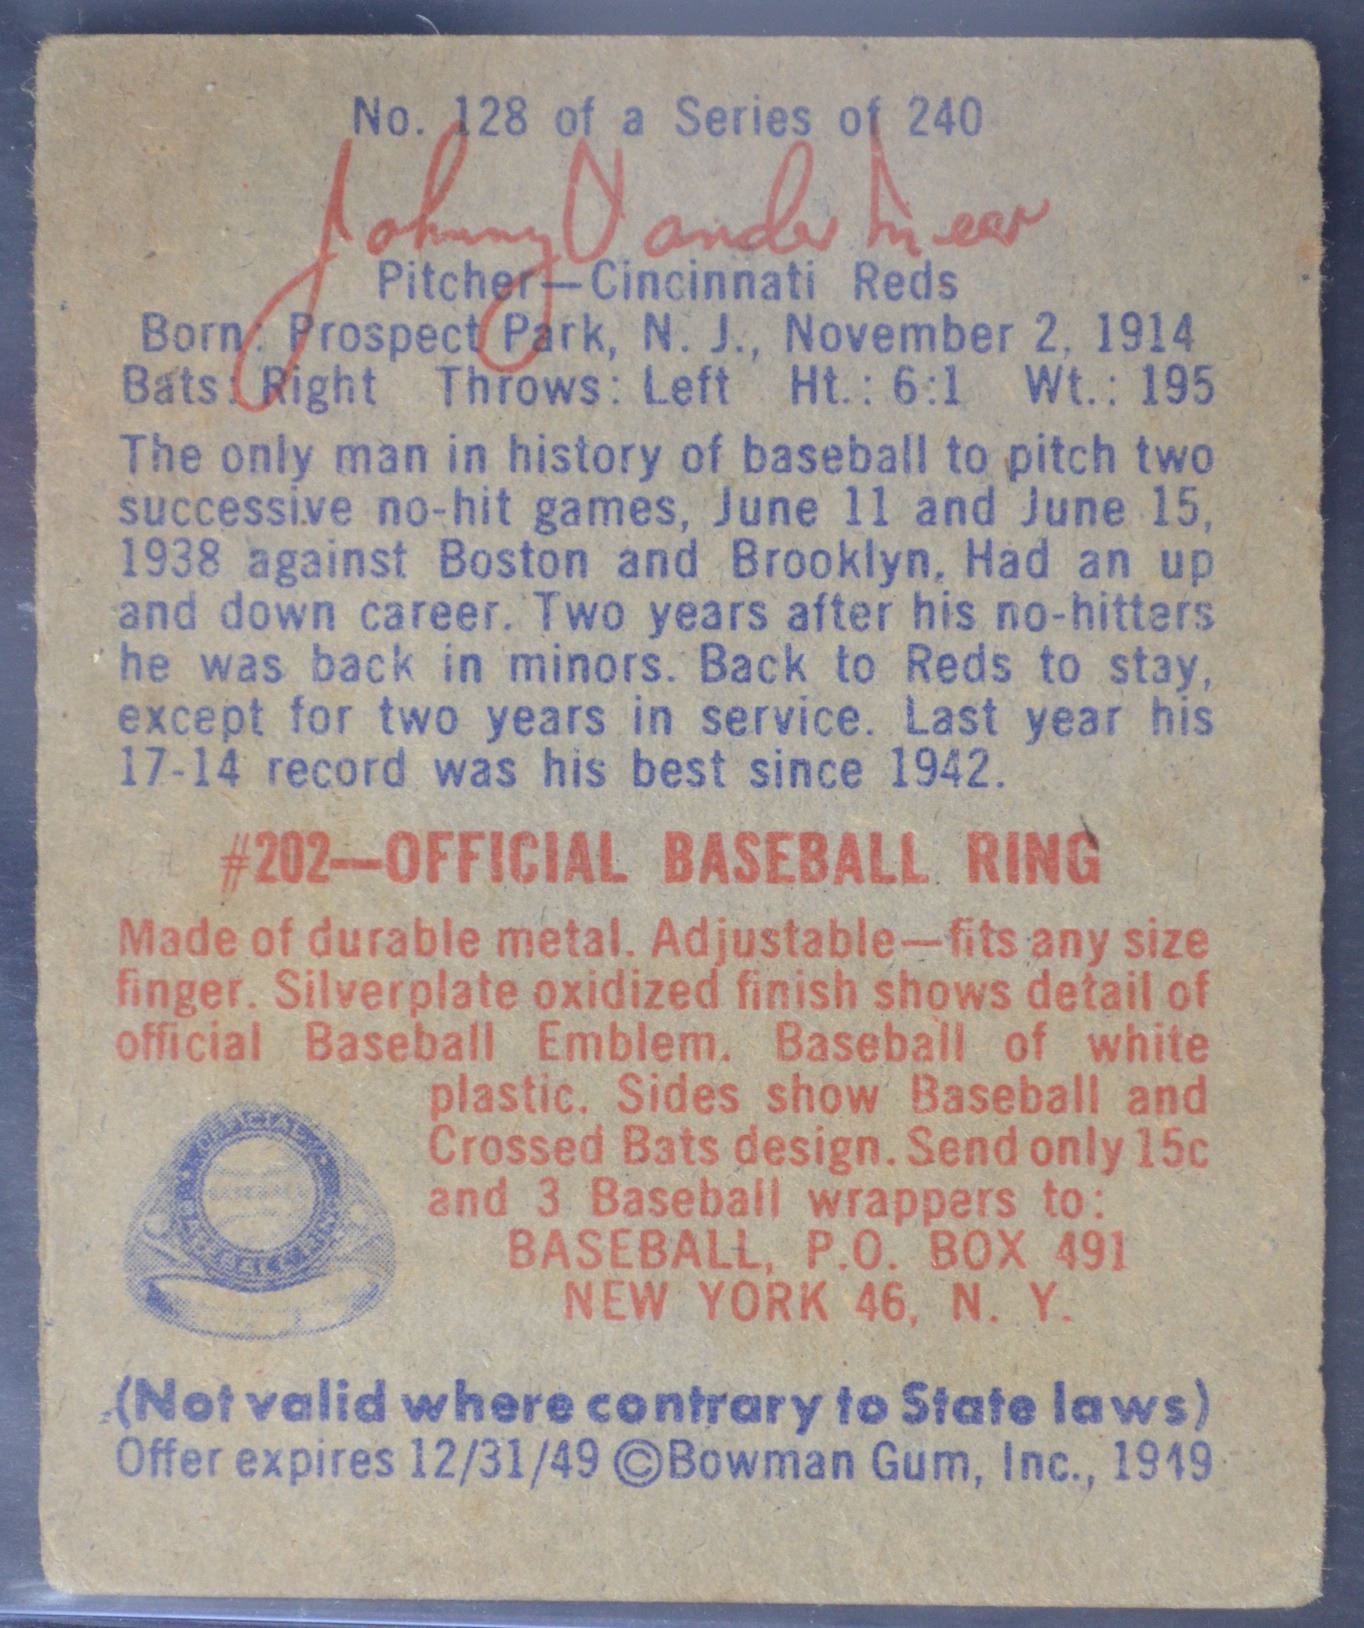 No. 128 of a Series of 240
Johnny Vander Meer
Pitcher—Cincinnati Reds
Born: Prospect Park, N. J., November 2, 1914
Bats: Right Throws: Left Ht.: 6:1 Wt.: 195
The only man in history of baseball to pitch two
successive no-hit games, June 11 and June 15,
1938 against Boston and Brooklyn. Had an up
and down career. Two years after his no-hitters
he was back in minors. Back to Reds to stay,
except for two years in service. Last year his
17-14 record was his best since 1942.
#202—OFFICIAL BASEBALL RING
Made of durable metal. Adjustable—fits any size
finger. Silverplate oxidized finish shows detail of
official Baseball Emblem. Baseball of white
plastic. Sides show Baseball and
Crossed Bats design. Send only 15c
and 3 Baseball wrappers to:
BASEBALL, P.O. BOX 491
NEW YORK 46, N. Y.
OFFICIAL
BASEBALL RING
(Not valid where contrary to State laws)
Offer expires 12/31/49 ©Bowman Gum, Inc., 1949